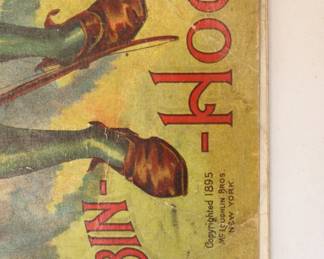 BIN-
-HOO
Copyrighted 1895
McLoughlin Bros.
NEW YORK